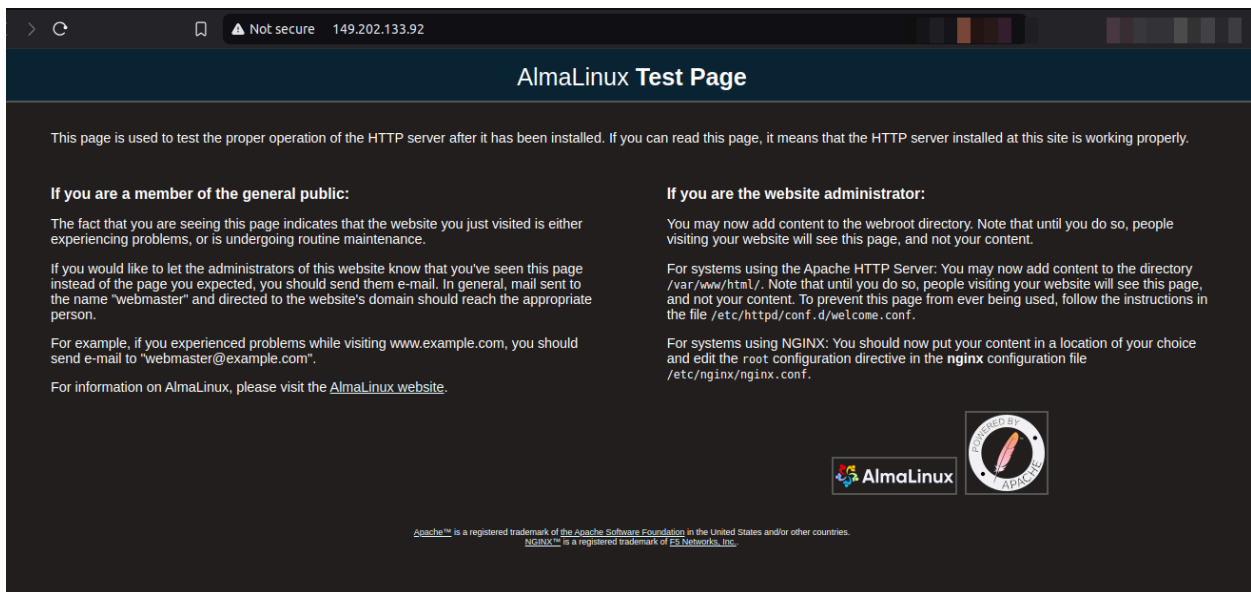 Not secure 149.202.133.92
AlmaLinux Test Page
This page is used to test the proper operation of the HTTP server after it has been installed. If you can read this page, it means that the HTTP server installed at this site is working properly.
If you are a member of the general public:
The fact that you are seeing this page indicates that the website you just visited is either
experiencing problems, or is undergoing routine maintenance.
If you would like to let the administrators of this website know that you've seen this page
instead of the page you expected, you should send them e-mail. In general, mail sent to
the name "webmaster" and directed to the website's domain should reach the appropriate
person.
For example, if you experienced problems while visiting www.example.com, you should
send e-mail to "webmaster@example.com".
For information on AlmaLinux, please visit the AlmaLinux website.
If you are the website administrator:
You may now add content to the webroot directory. Note that until you do so, people
visiting your website will see this page, and not your content.
For systems using the Apache HTTP Server: You may now add content to the directory
/var/www/html/. Note that until you do so, people visiting your website will see this page,
and not your content. To prevent this page from ever being used, follow the instructions in
the file /etc/httpd/conf.d/welcome.conf.
For systems using NGINX: You should now put your content in a location of your choice
and edit the root configuration directive in the nginx configuration file
/etc/nginx/nginx.conf.
AlmaLinux
POWERED BY
APACHE
Apache™ is a registered trademark of the Apache Software Foundation in the United States and/or other countries.
NGINX™ is a registered trademark of F5 Networks, Inc..